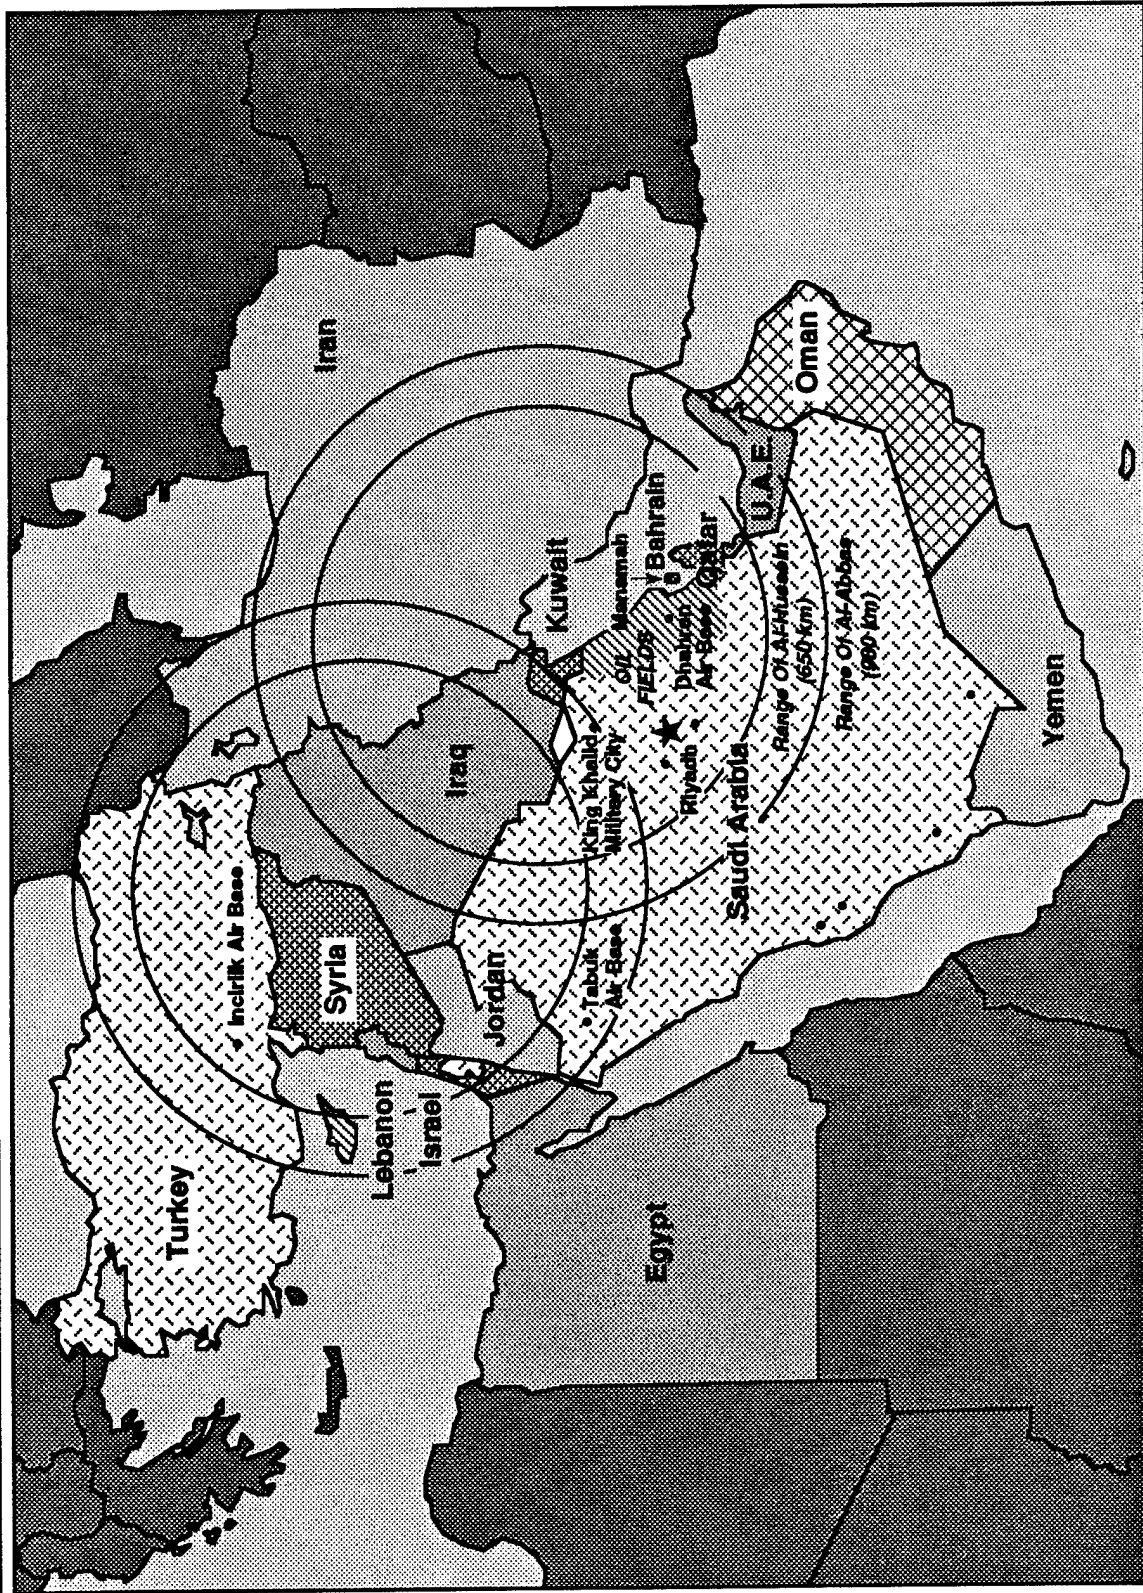 Turkey
Incirlik Air Base
Syria
Lebanon
Israel
Jordan
Iraq
Iran
Kuwait
Egypt
Tabuk
Air Base
King Khalid
Military City
OIL
FIELDS
Manamah
Bahrain
Dhahran
Air Base
Qatar
Riyadh
Saudi Arabia
U.A.E.
Oman
Range Of Al-Hussein
(650 km)
Range Of Al-Abbas
(900 km)
Yemen